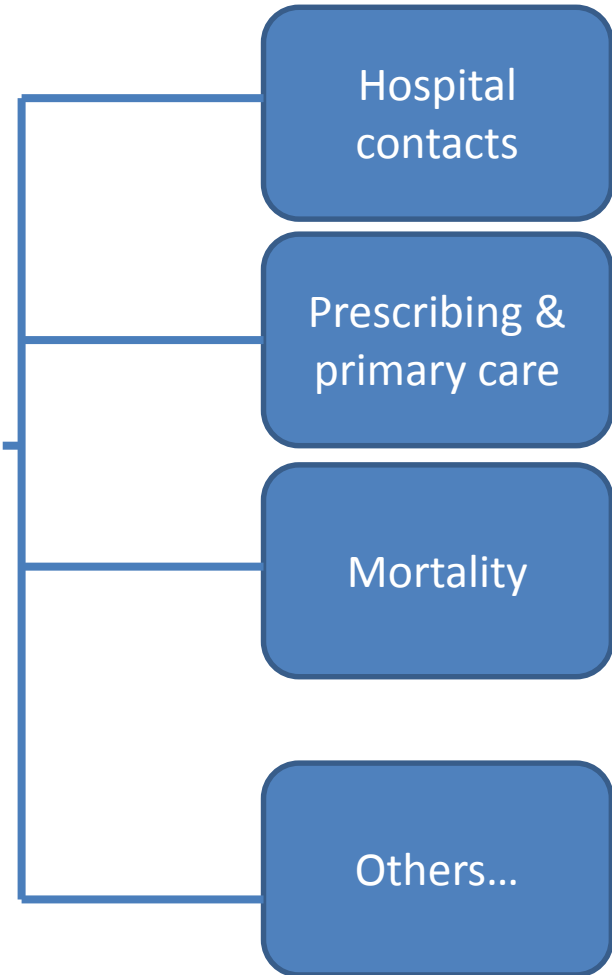 Hospital
contacts
Prescribing &
primary care
Mortality
Others…